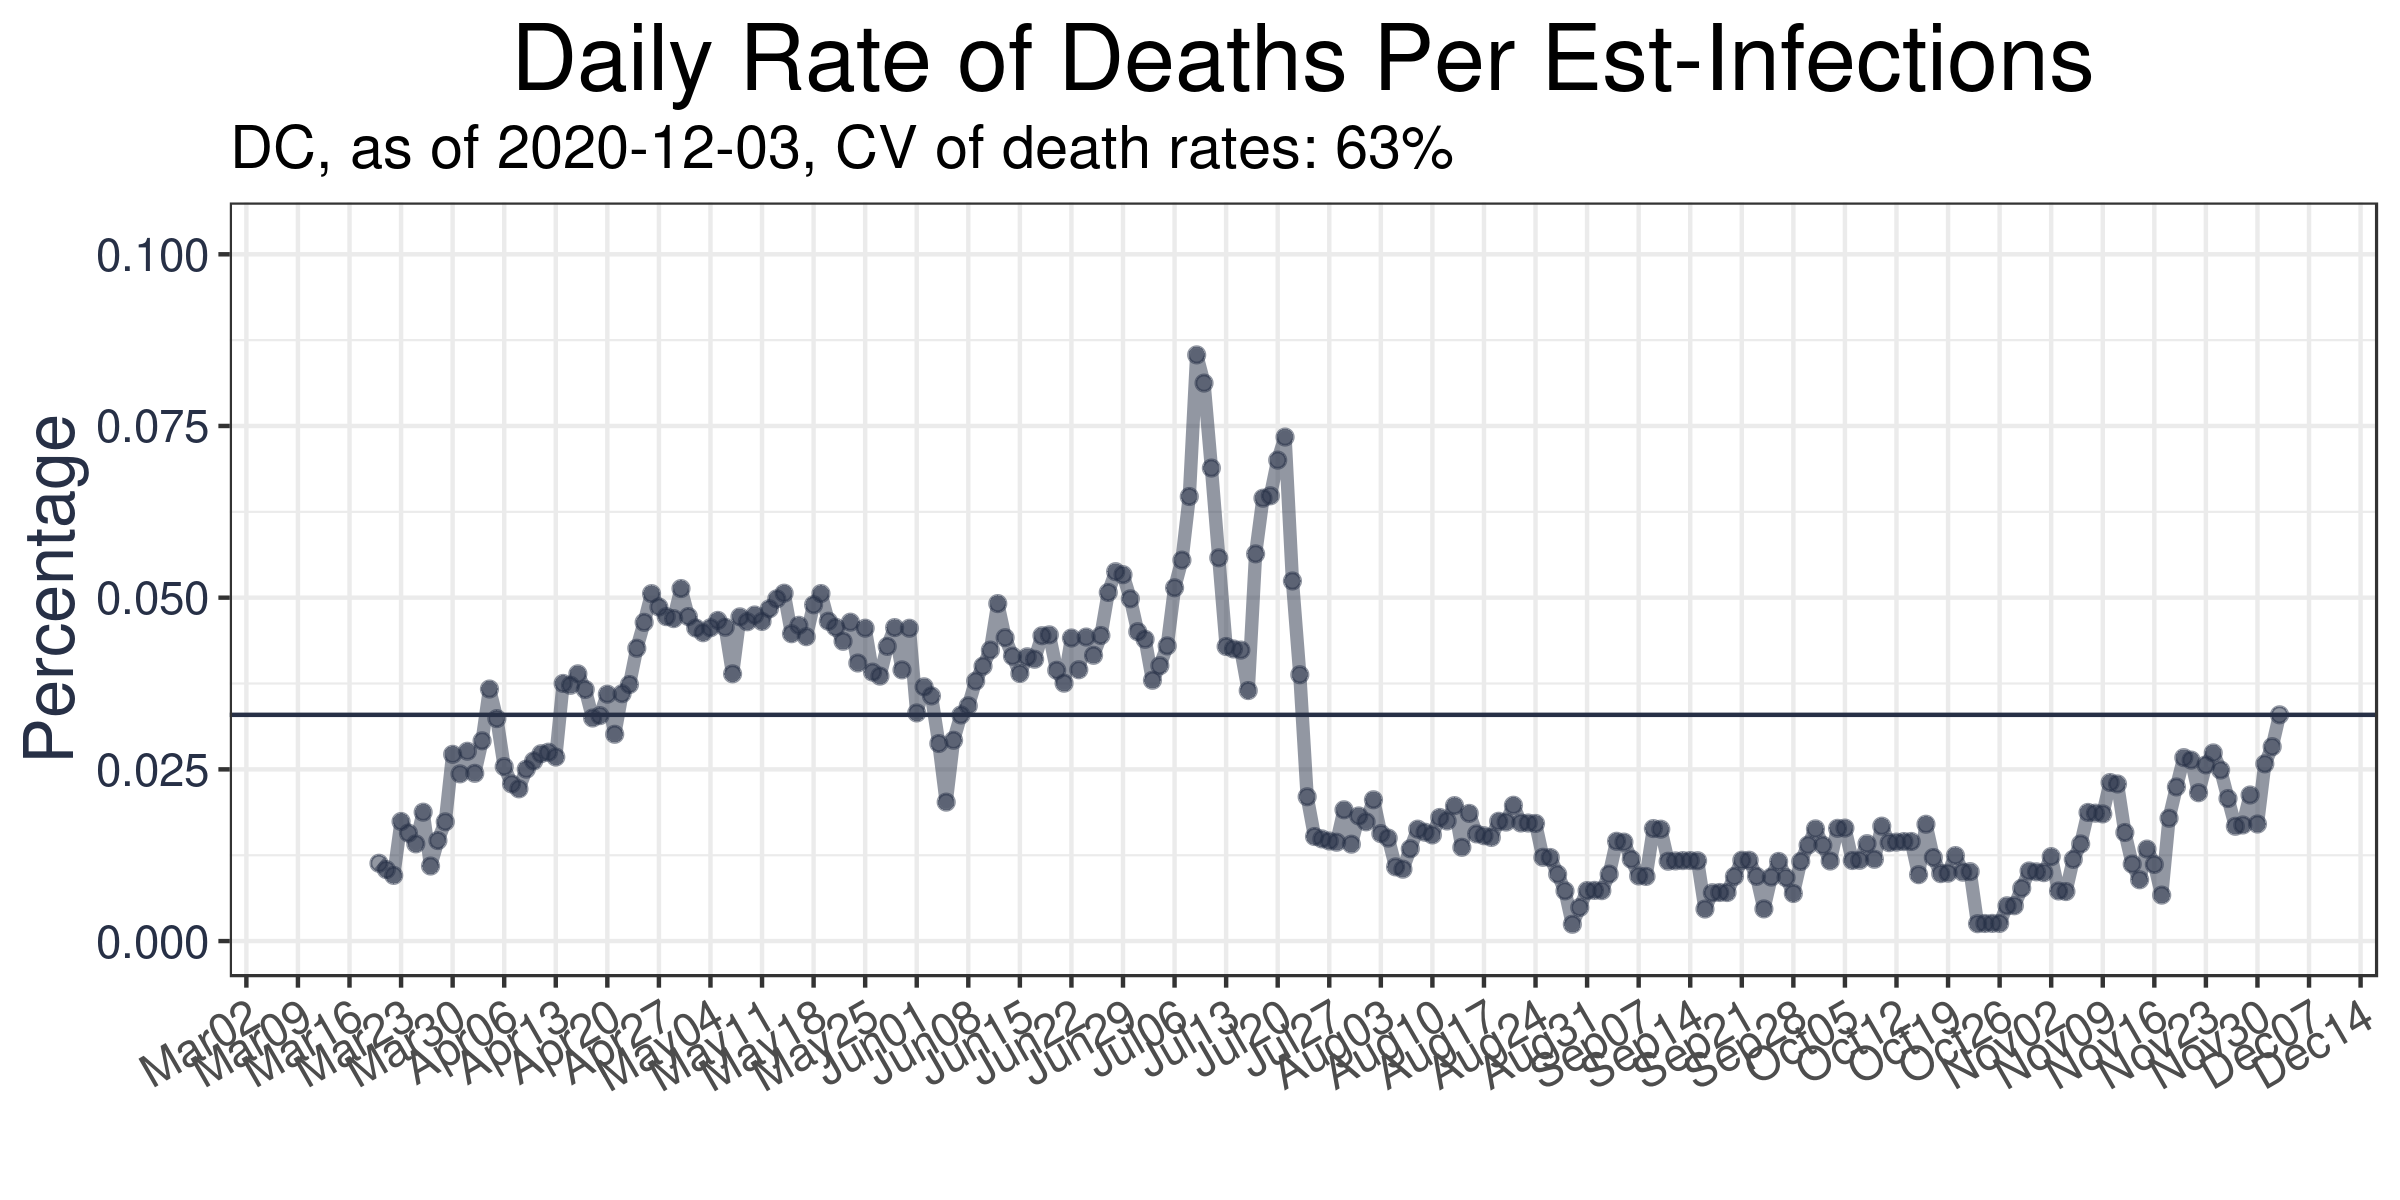 Daily Rate of Deaths Per Est-Infections
DC, as of 2020-12-03, CV of death rates: 63%
Percentage
0.100
0.075
0.050
0.025
0.000
Mar02
Mar09
Mar16
Mar23
Mar30
Apr06
Apr13
Apr20
Apr27
May04
May11
May18
May25
Jun01
Jun08
Jun15
Jun22
Jun29
Jul06
Jul13
Jul20
Jul27
Aug03
Aug10
Aug17
Aug24
Aug31
Sep07
Sep14
Sep21
Sep28
Oct05
Oct12
Oct19
Oct26
Nov02
Nov09
Nov16
Nov23
Nov30
Dec07
Dec14